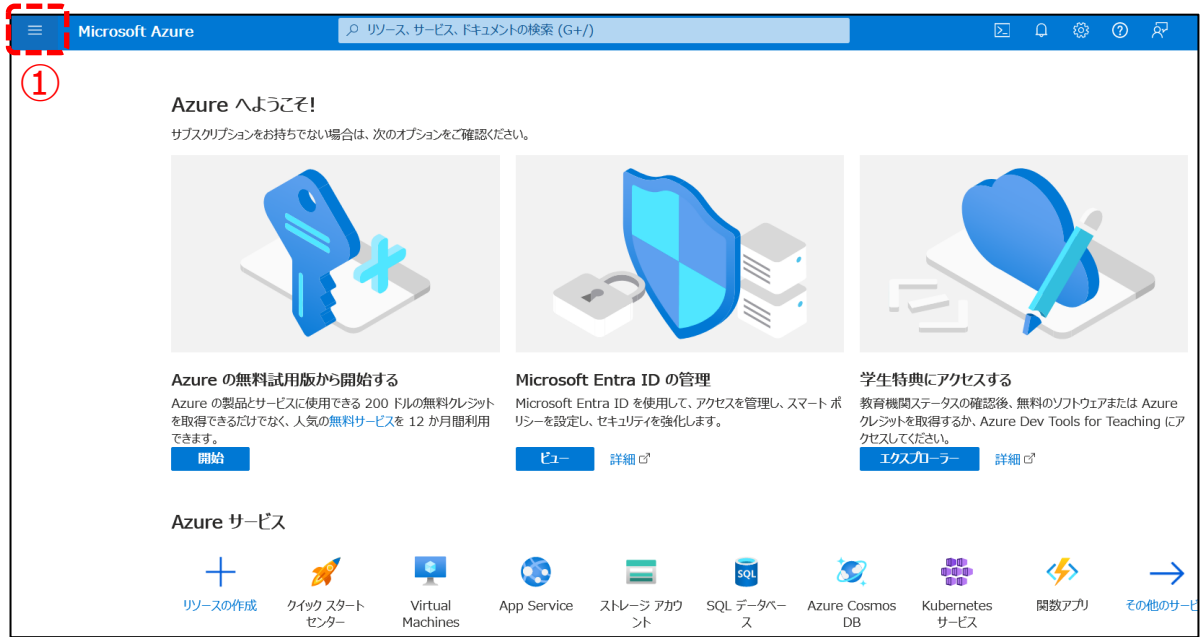 Microsoft Azure
リソース、サービス、ドキュメントの検索 (G+/)
①
Azure へようこそ!
サブスクリプションをお持ちでない場合は、次のオプションをご確認ください。
Azure の無料試用版から開始する
Azure の製品とサービスに使用できる 200 ドルの無料クレジット
を取得できるだけでなく、人気の無料サービスを 12 か月間利用
できます。
開始
Microsoft Entra ID の管理
Microsoft Entra ID を使用して、アクセスを管理し、スマート ポ
リシーを設定し、セキュリティを強化します。
ビュー 詳細
学生特典にアクセスする
教育機関ステータスの確認後、無料のソフトウェアまたは Azure
クレジットを取得するか、Azure Dev Tools for Teaching にア
クセスしてください。
エクスプローラー 詳細
Azure サービス
リソースの作成
クイック スタート
センター
Virtual
Machines
App Service
ストレージ アカウ
ント
SQL
SQL データベー
ス
Azure Cosmos
DB
Kubernetes
サービス
関数アプリ
その他のサービ